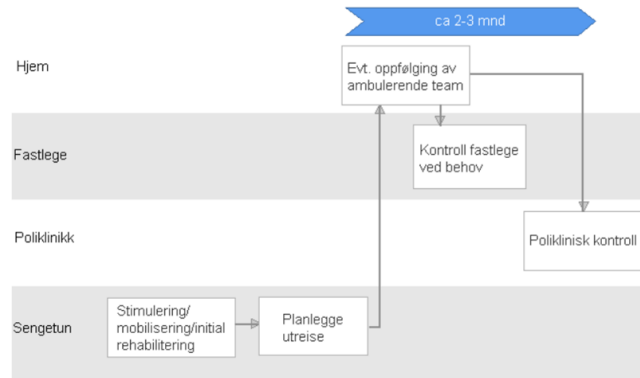 ca 2-3 mnd
Hjem
Evt. oppfølging av
ambulerende team
Fastlege
Kontroll fastlege
ved behov
Poliklinikk
Poliklinisk kontroll
Sengetun
Stimulering/
mobilisering/initial
rehabilitering
Planlegge
utreise